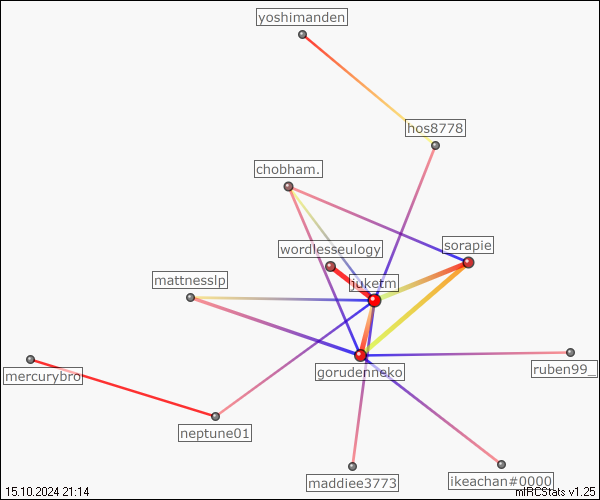 yoshimanden
hos8778
chobham.
sorapie
wordlesseulogy
juketm
mattnesslp
gorudenneko
ruben99_
mercurybro
neptune01
maddiee3773
ikeachan#0000
15.10.2024 21:14
mIRCStats v1.25